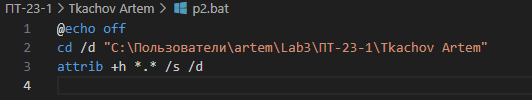 ПТ-23-1 > Tkachov Artem > p2.bat
1 @echo off
2 cd /d "C:\Пользователи\artem\Lab3\ПТ-23-1\Tkachov Artem"
3 attrib +h *.* /s /d
4